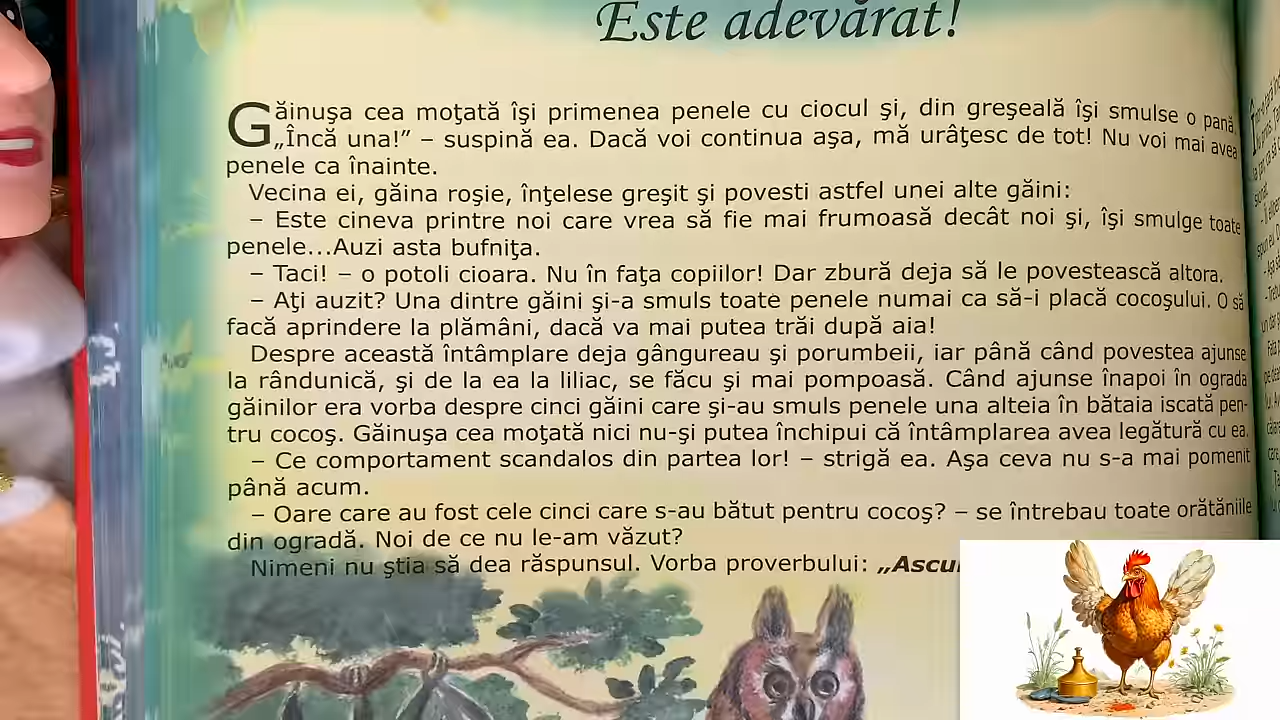 Este adevărat!
Găinuşa cea moţată îşi primenea penele cu ciocul şi, din greşeală îşi smulse o pană.
„Încă una!” – suspină ea. Dacă voi continua aşa, mă urâţesc de tot! Nu voi mai avea
penele ca înainte.
Vecina ei, găina roşie, înţelese greşit şi povesti astfel unei alte găini:
– Este cineva printre noi care vrea să fie mai frumoasă decât noi şi, îşi smulge toate
penele...Auzi asta bufniţa.
– Taci! – o potoli cioara. Nu în faţa copiilor! Dar zbură deja să le povestească altora.
– Aţi auzit? Una dintre găini şi-a smuls toate penele numai ca să-i placă cocoşului. O să
facă aprindere la plămâni, dacă va mai putea trăi după aia!
Despre această întâmplare deja gângureau şi porumbeii, iar până când povestea ajunse
la rândunică, şi de la ea la liliac, se făcu şi mai pompoasă. Când ajunse înapoi în ograda
găinilor era vorba despre cinci găini care şi-au smuls penele una alteia în bătaia iscată pen-
tru cocoş. Găinuşa cea moţată nici nu-şi putea închipui că întâmplarea avea legătură cu ea.
– Ce comportament scandalos din partea lor! – strigă ea. Aşa ceva nu s-a mai pomenit
până acum.
– Oare care au fost cele cinci care s-au bătut pentru cocoş? – se întrebau toate orătăniile
din ogradă. Noi de ce nu le-am văzut?
Nimeni nu ştia să dea răspunsul. Vorba proverbului: